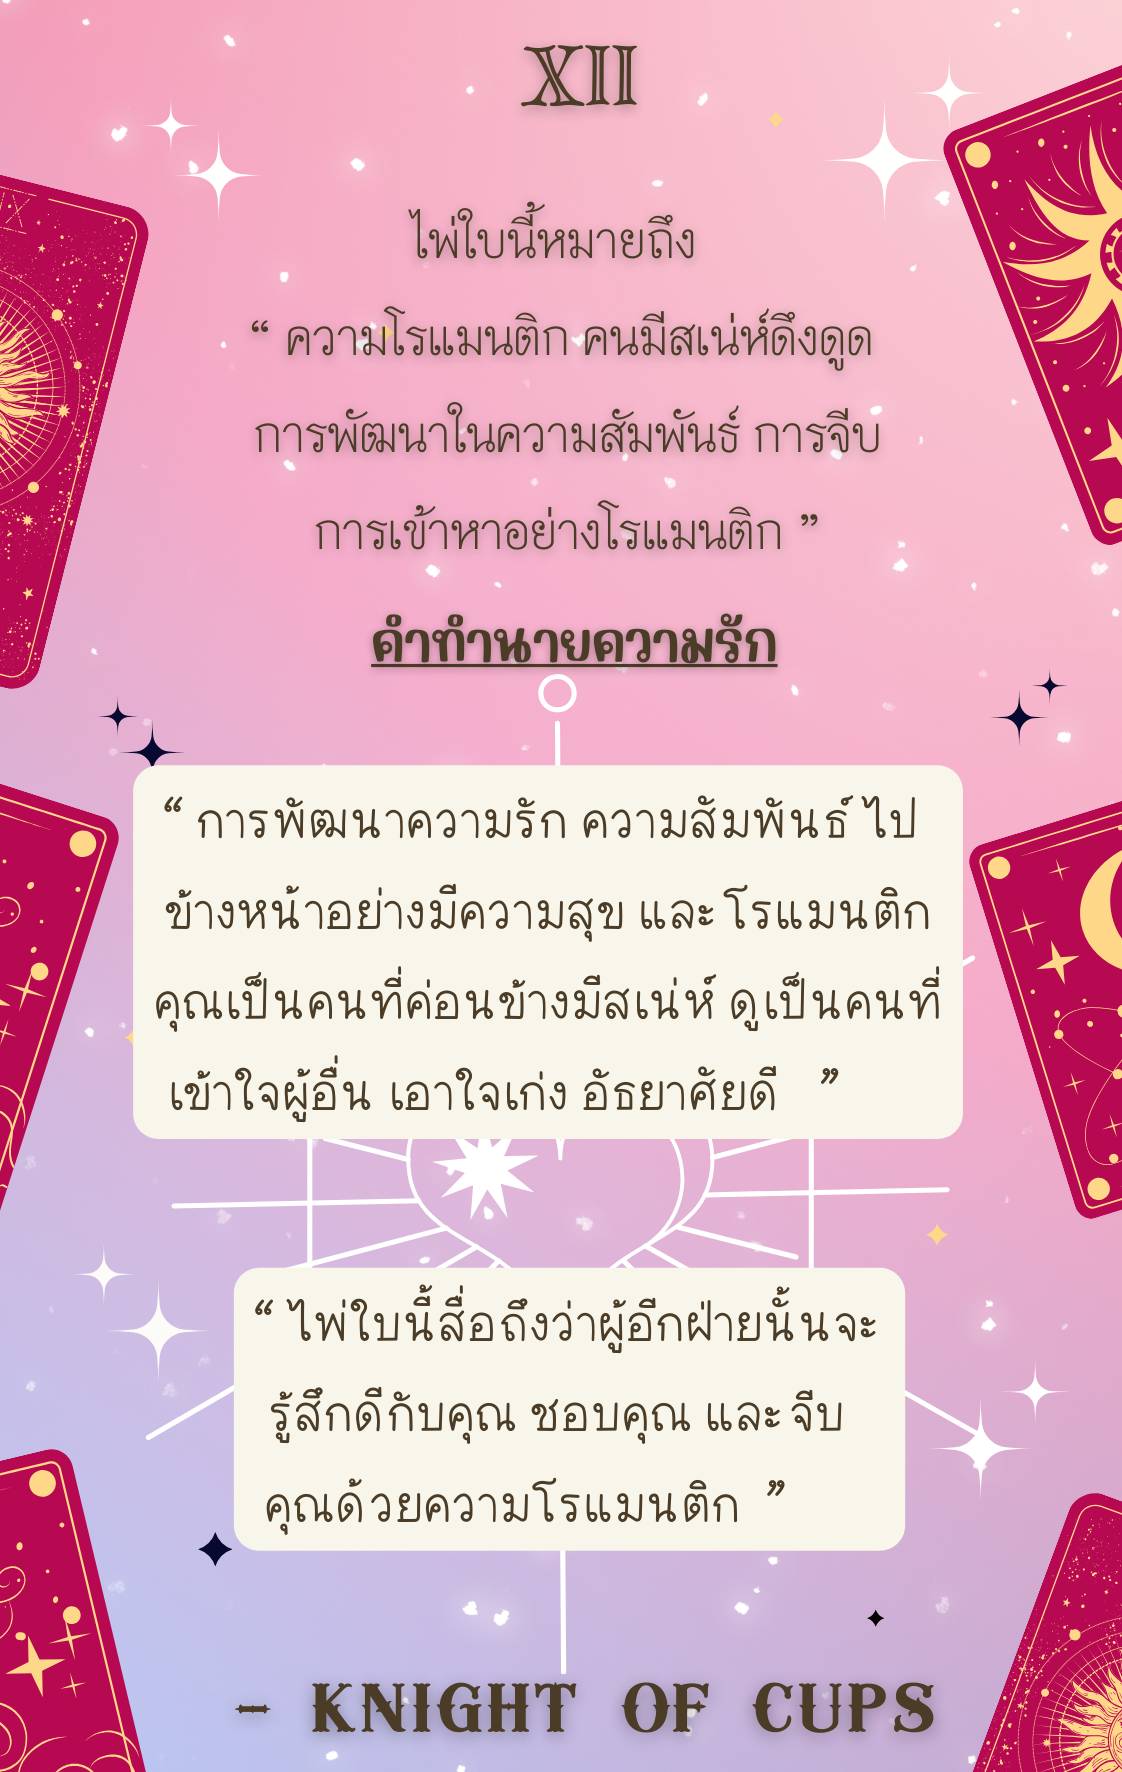 XII
ไพ่ใบนี้หมายถึง
“ ความโรแมนติก คนมีสเน่ห์ดึงดูด
การพัฒนาในความสัมพันธ์ การจีบ
การเข้าหาอย่างโรแมนติก ”
คำทำนายความรัก
“ การพัฒนาความรัก ความสัมพันธ์ ไป
ข้างหน้าอย่างมีความสุข และโรแมนติก
คุณเป็นคนที่ค่อนข้างมีสเน่ห์ ดูเป็นคนที่
เข้าใจผู้อื่น เอาใจเก่ง อัธยาศัยดี ”
“ ไพ่ใบนี้สื่อถึงว่าผู้อีกฝ่ายนั้นจะ
รู้สึกดีกับคุณ ชอบคุณ และจีบ
คุณด้วยความโรแมนติก ”
- KNIGHT OF CUPS